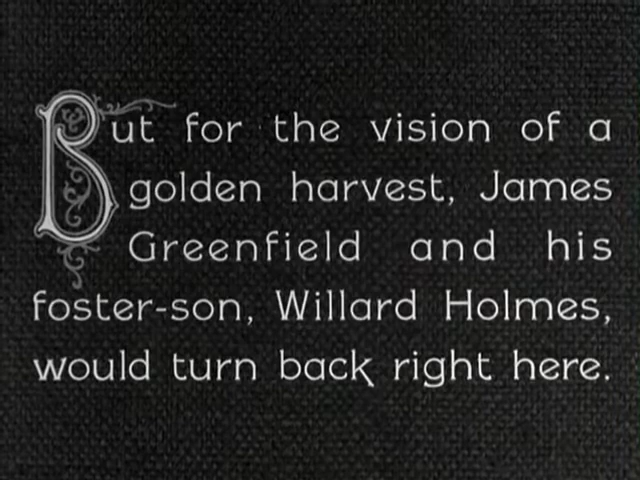 But for the vision of a
golden harvest, James
Greenfield and his
foster-son, Willard Holmes,
would turn back right here.